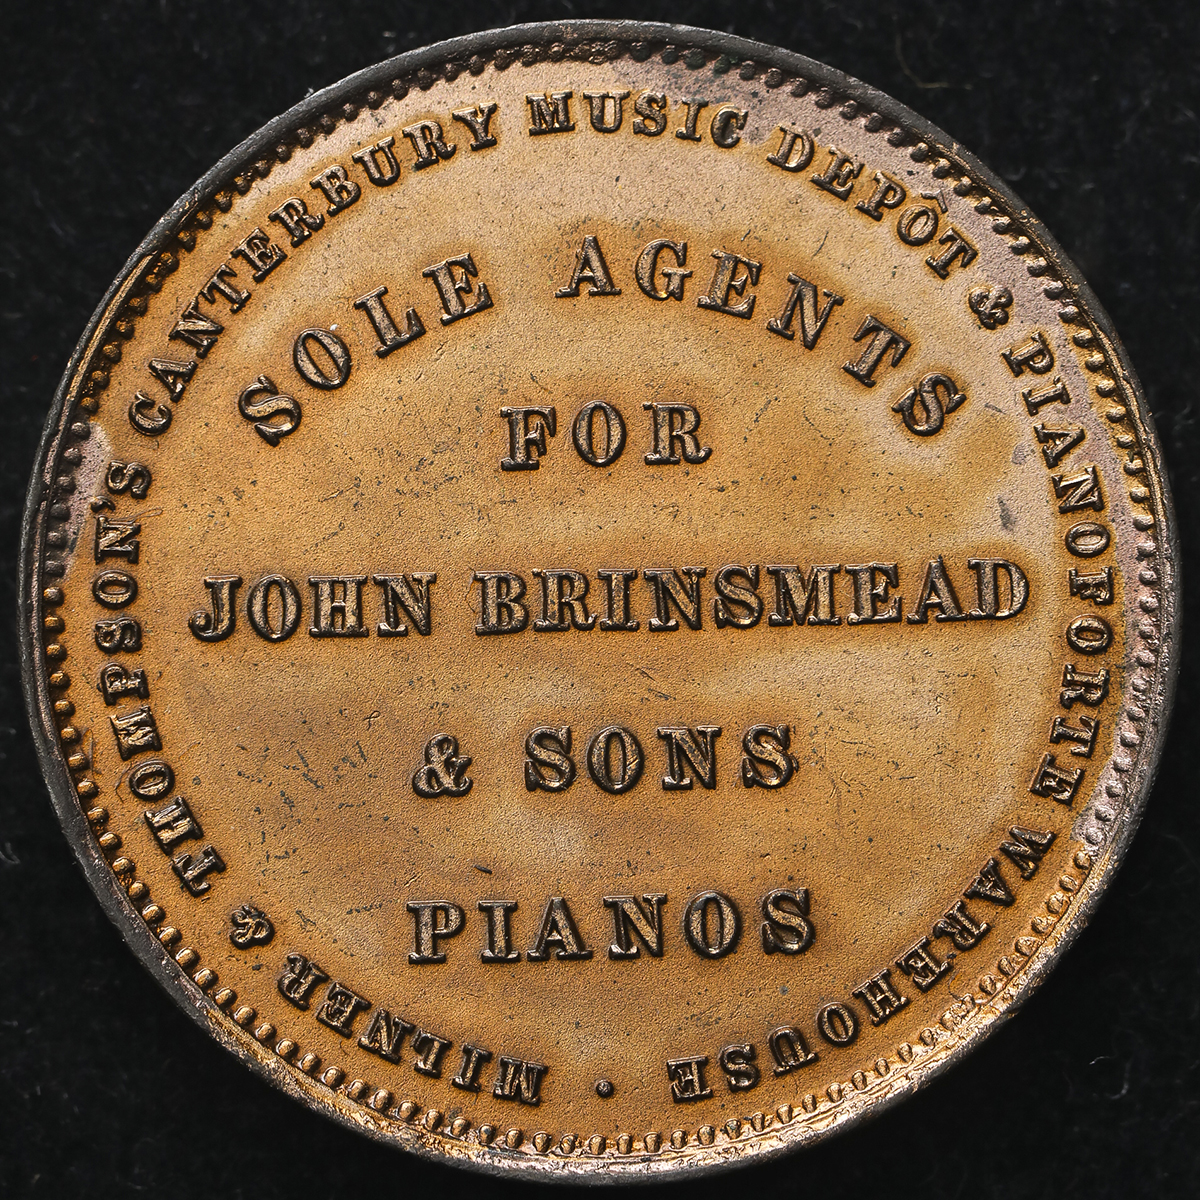 MILNER & THOMPSON'S CANTERBURY MUSIC DEPÔT & PIANOFORTE WAREHOUSE ·
SOLE AGENTS
FOR
JOHN BRINSMEAD
& SONS
PIANOS